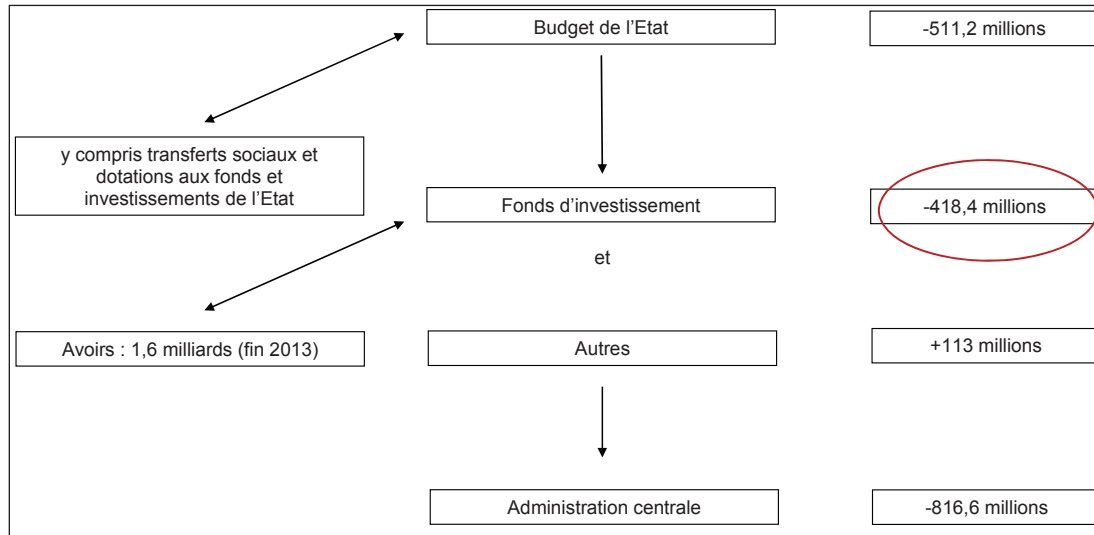 Budget de l’Etat
-511,2 millions
y compris transferts sociaux et
dotations aux fonds et
investissements de l’Etat
Fonds d’investissement
-418,4 millions
et
Avoirs : 1,6 milliards (fin 2013)
Autres
+113 millions
Administration centrale
-816,6 millions